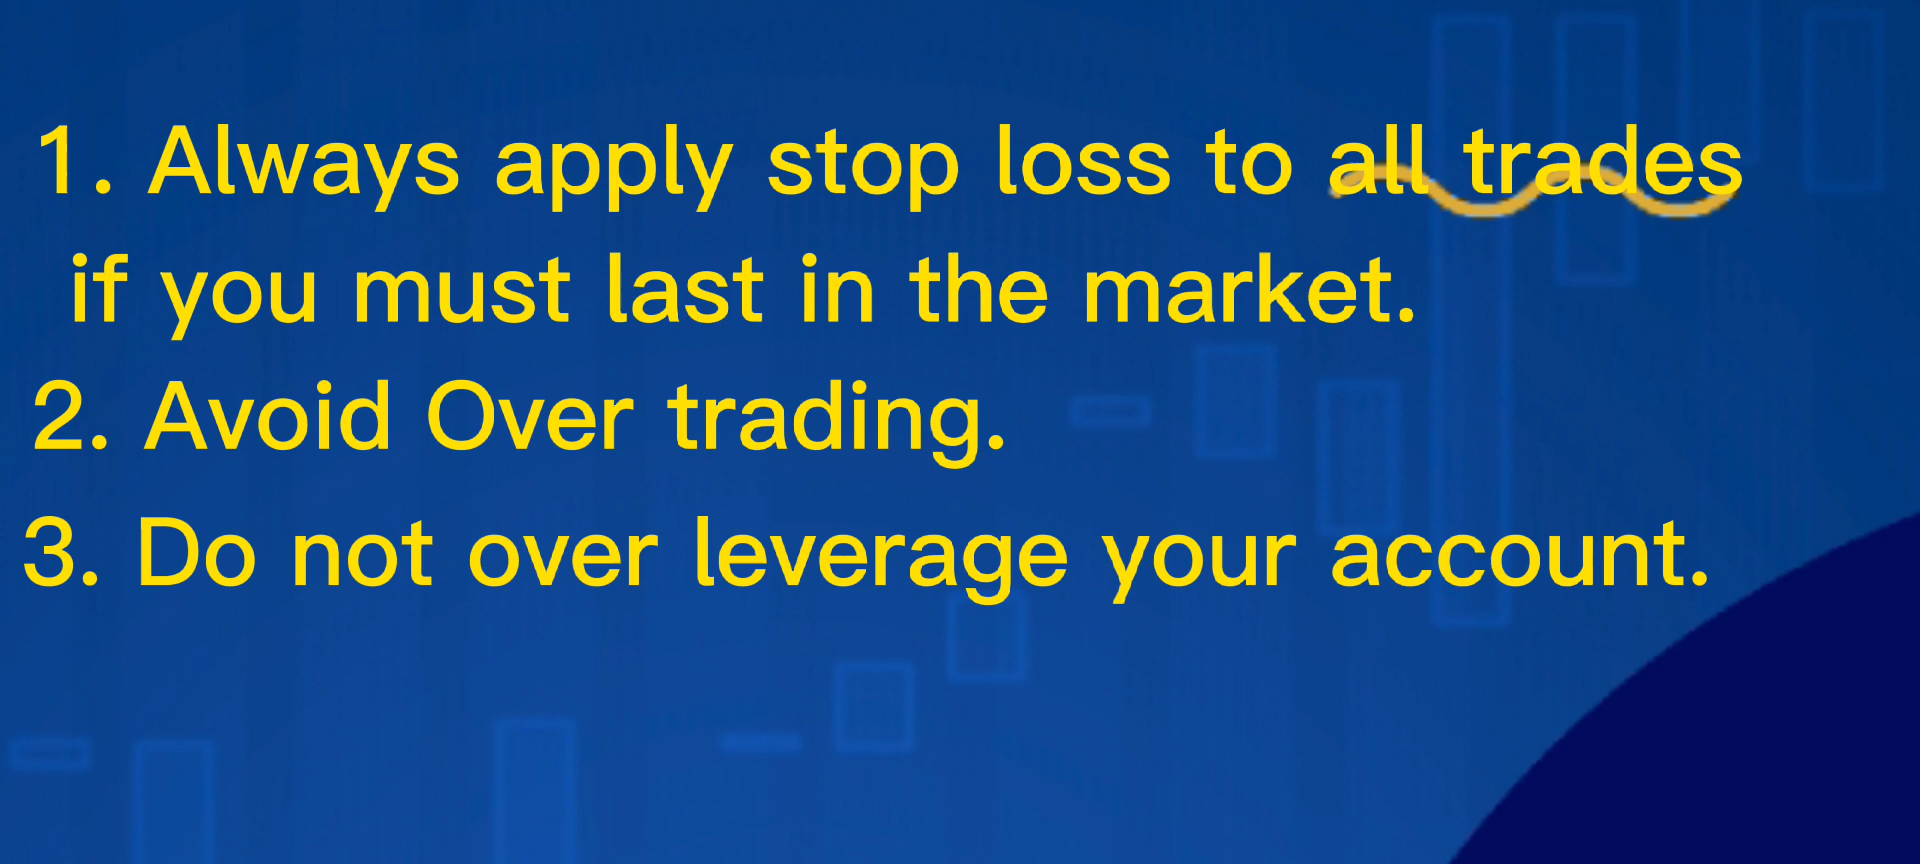 1. Always apply stop loss to all trades
if you must last in the market.
2. Avoid Over trading.
3. Do not over leverage your account.